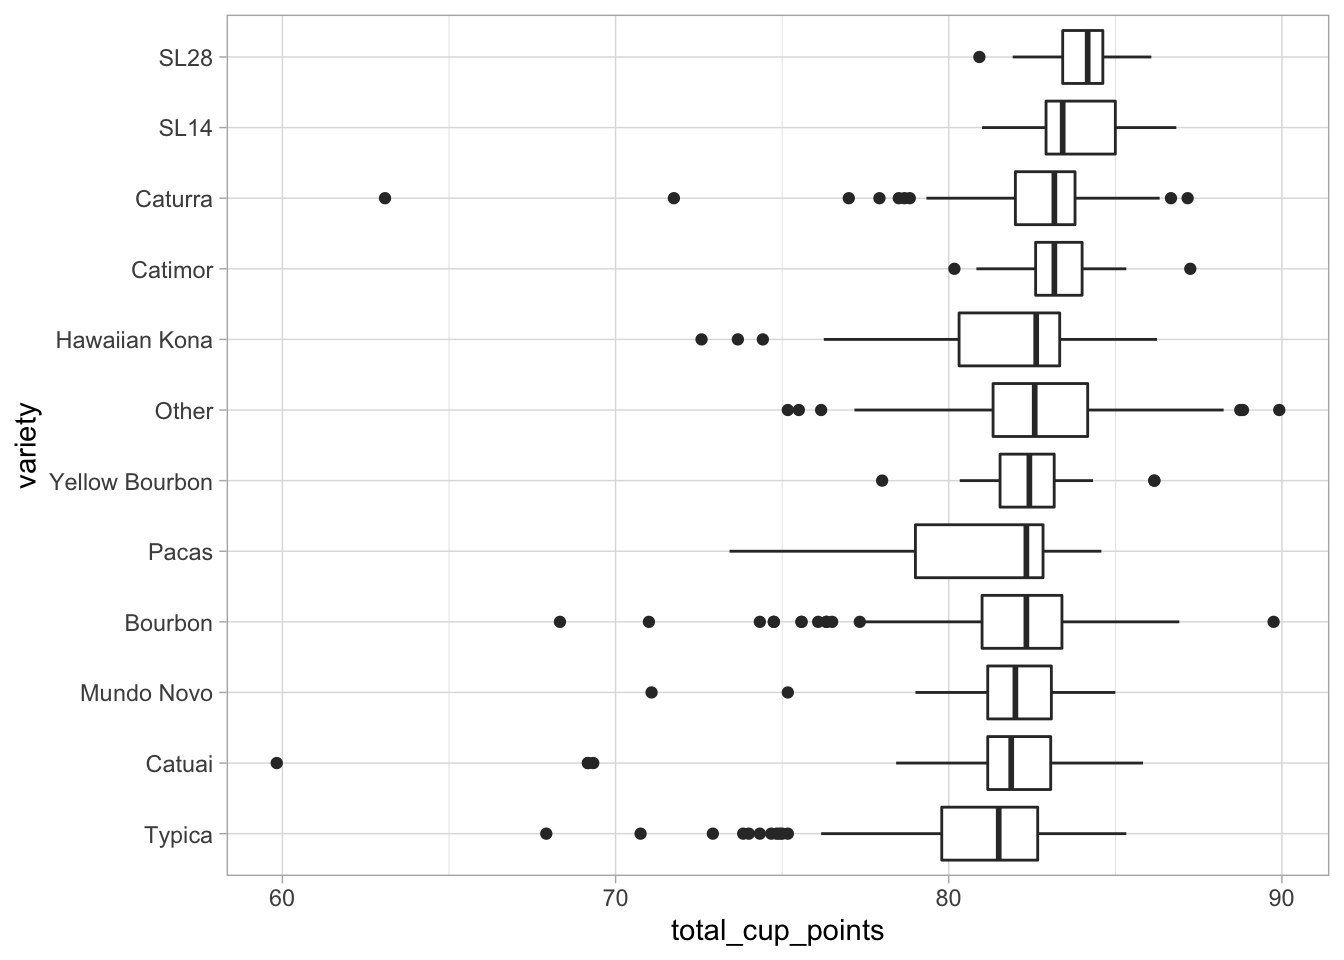 SL28
SL14
Caturra
Catimor
Hawaiian Kona
Other
Yellow Bourbon
Pacas
Bourbon
Mundo Novo
Catuai
Typica
variety
60 70 80 90
total_cup_points